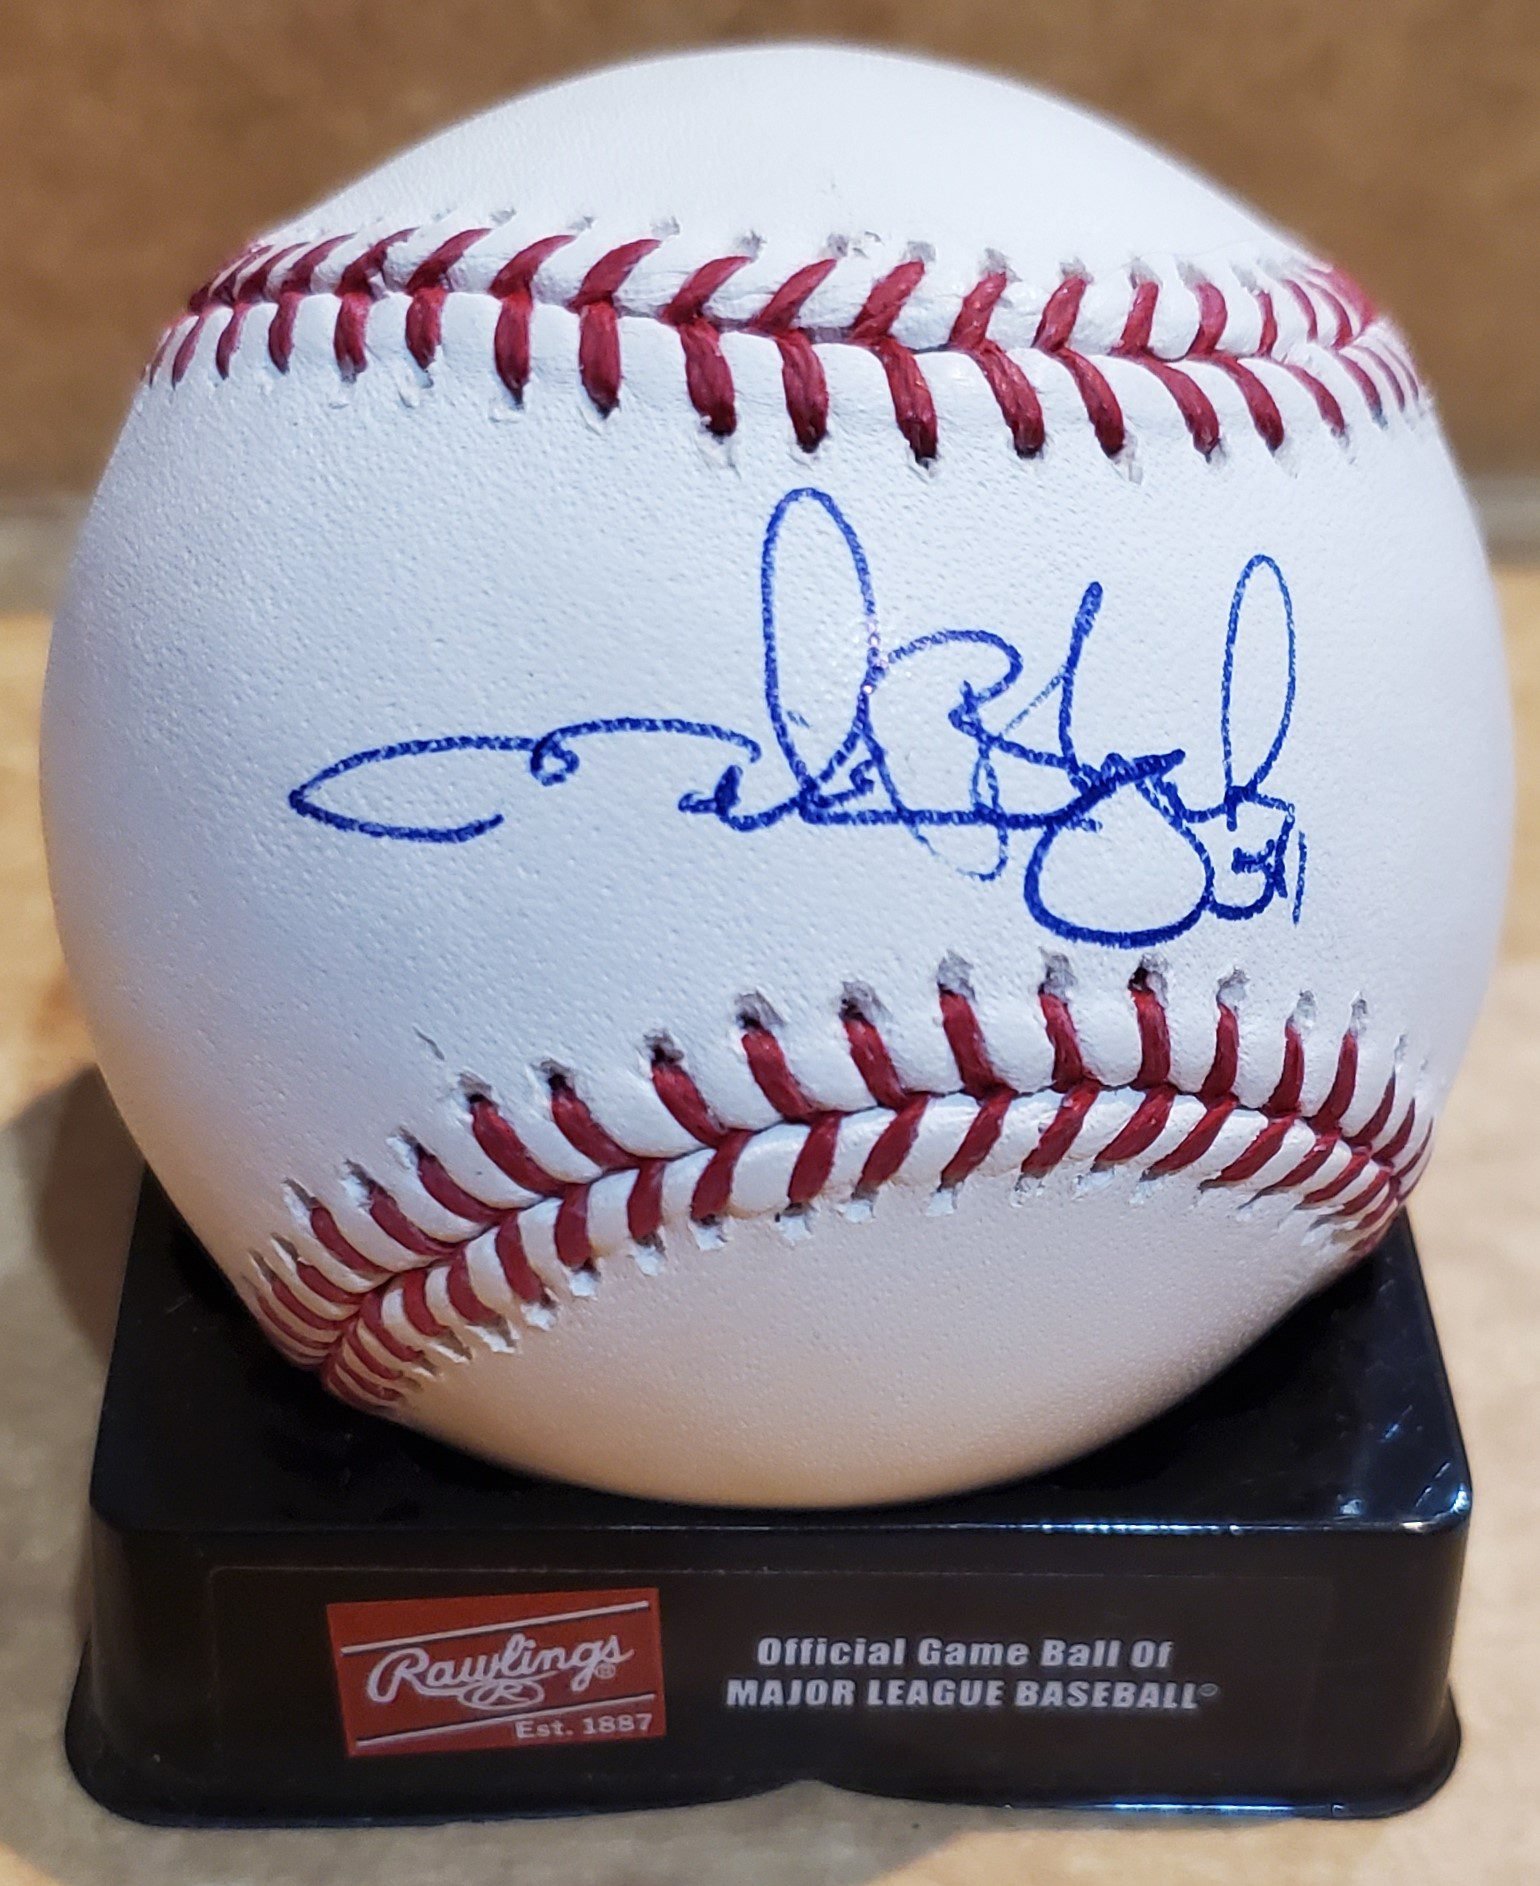 31
Rawlings®
R
Est. 1887
Official Game Ball Of
MAJOR LEAGUE BASEBALL®